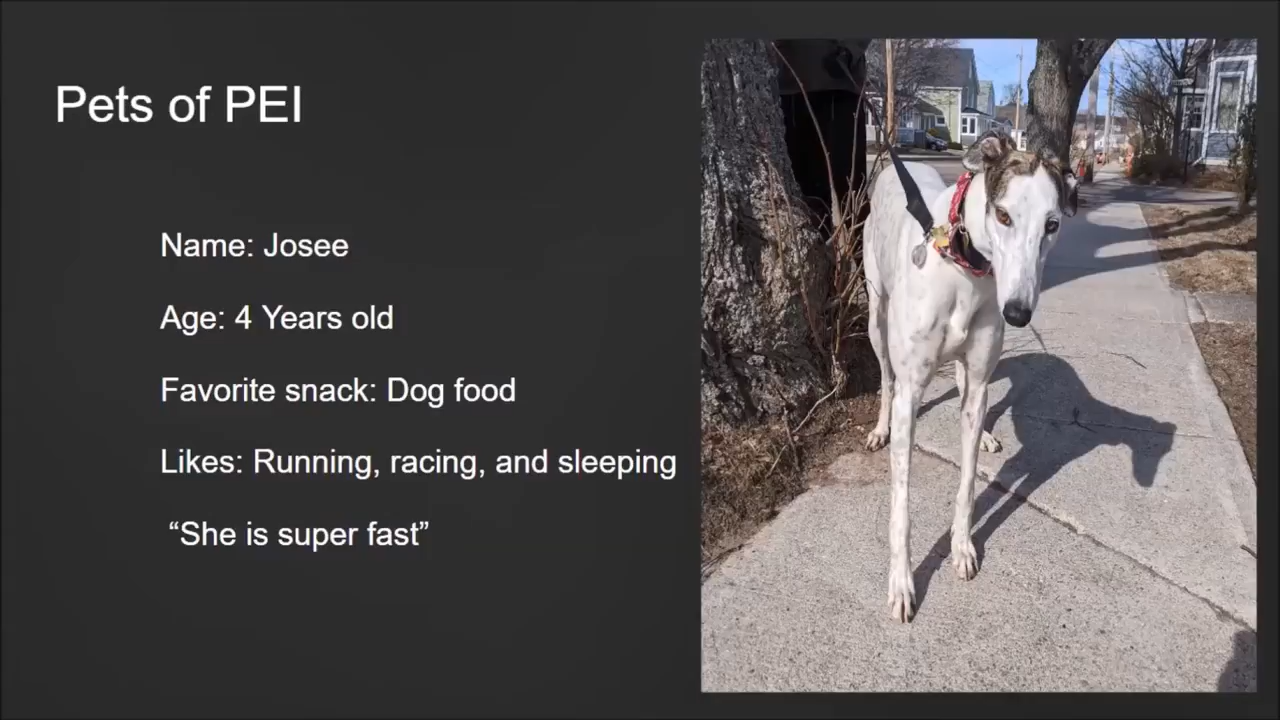 Pets of PEI
Name: Josee
Age: 4 Years old
Favorite snack: Dog food
Likes: Running, racing, and sleeping
“She is super fast”